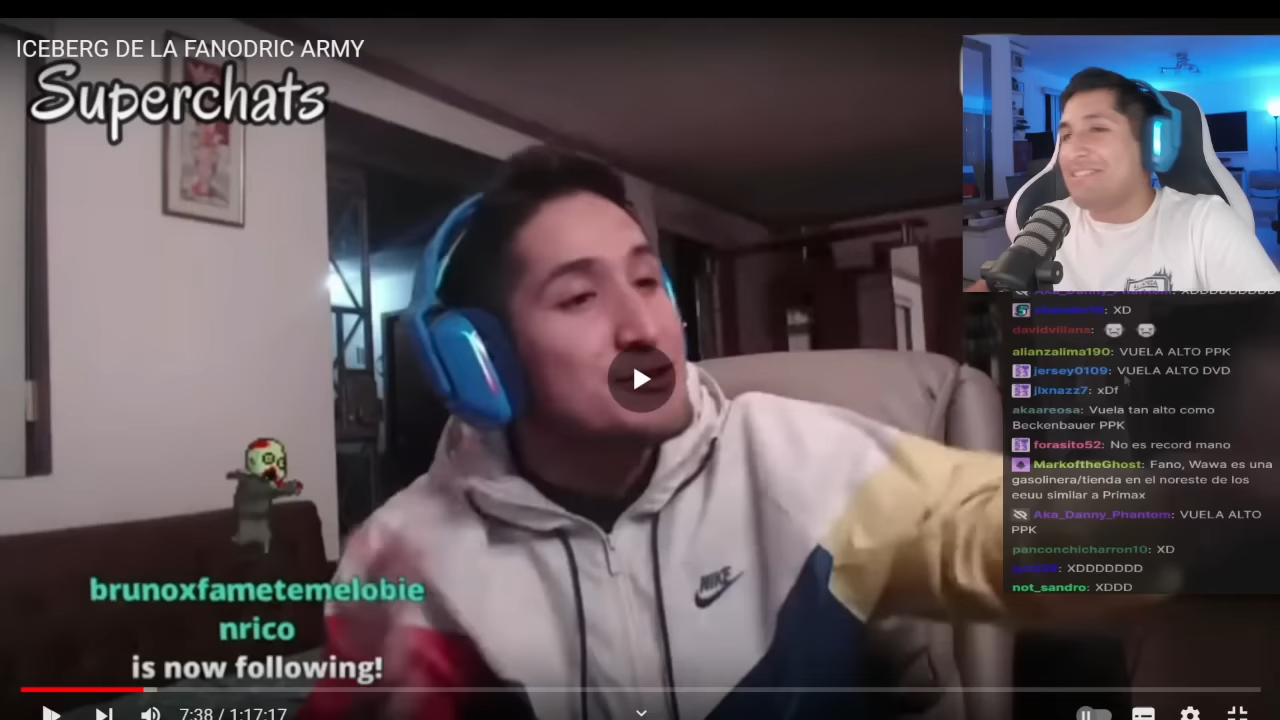 ICEBERG DE LA FANODRIC ARMY
Superchats
XD
davidvillana:
alianzalima190: VUELA ALTO PPK
jersey0109: VUELA ALTO DVD
jlxnazz7: xDf
akaareosa: Vuela tan alto como
Beckenbauer PPK
forasito52: No es record mano
MarkoftheGhost: Fano, Wawa es una
gasolinera/tienda en el noreste de los
eeuu similar a Primax
Aka_Danny_Phantom: VUELA ALTO
PPK
panconchicharron10: XD
XDDDDDDD
not_sandro: XDDD
NIKE
brunoxfametemelobie
nrico
is now following!
7:38 / 1:17:17